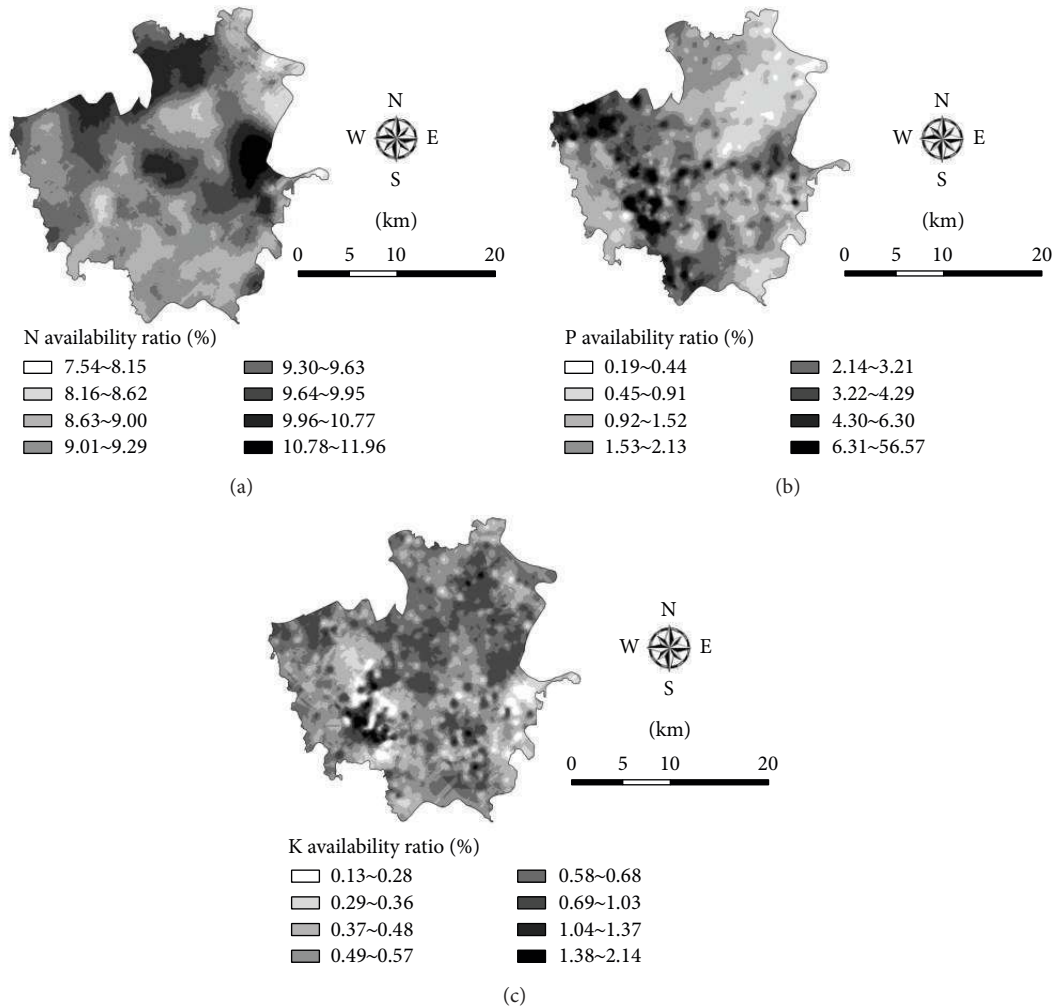 N
W E
S
(km)
0 5 10 20
N availability ratio (%)
7.54~8.15 9.30~9.63
8.16~8.62 9.64~9.95
8.63~9.00 9.96~10.77
9.01~9.29 10.78~11.96
(a)
N
W E
S
(km)
0 5 10 20
P availability ratio (%)
0.19~0.44 2.14~3.21
0.45~0.91 3.22~4.29
0.92~1.52 4.30~6.30
1.53~2.13 6.31~56.57
(b)
N
W E
S
(km)
0 5 10 20
K availability ratio (%)
0.13~0.28 0.58~0.68
0.29~0.36 0.69~1.03
0.37~0.48 1.04~1.37
0.49~0.57 1.38~2.14
(c)